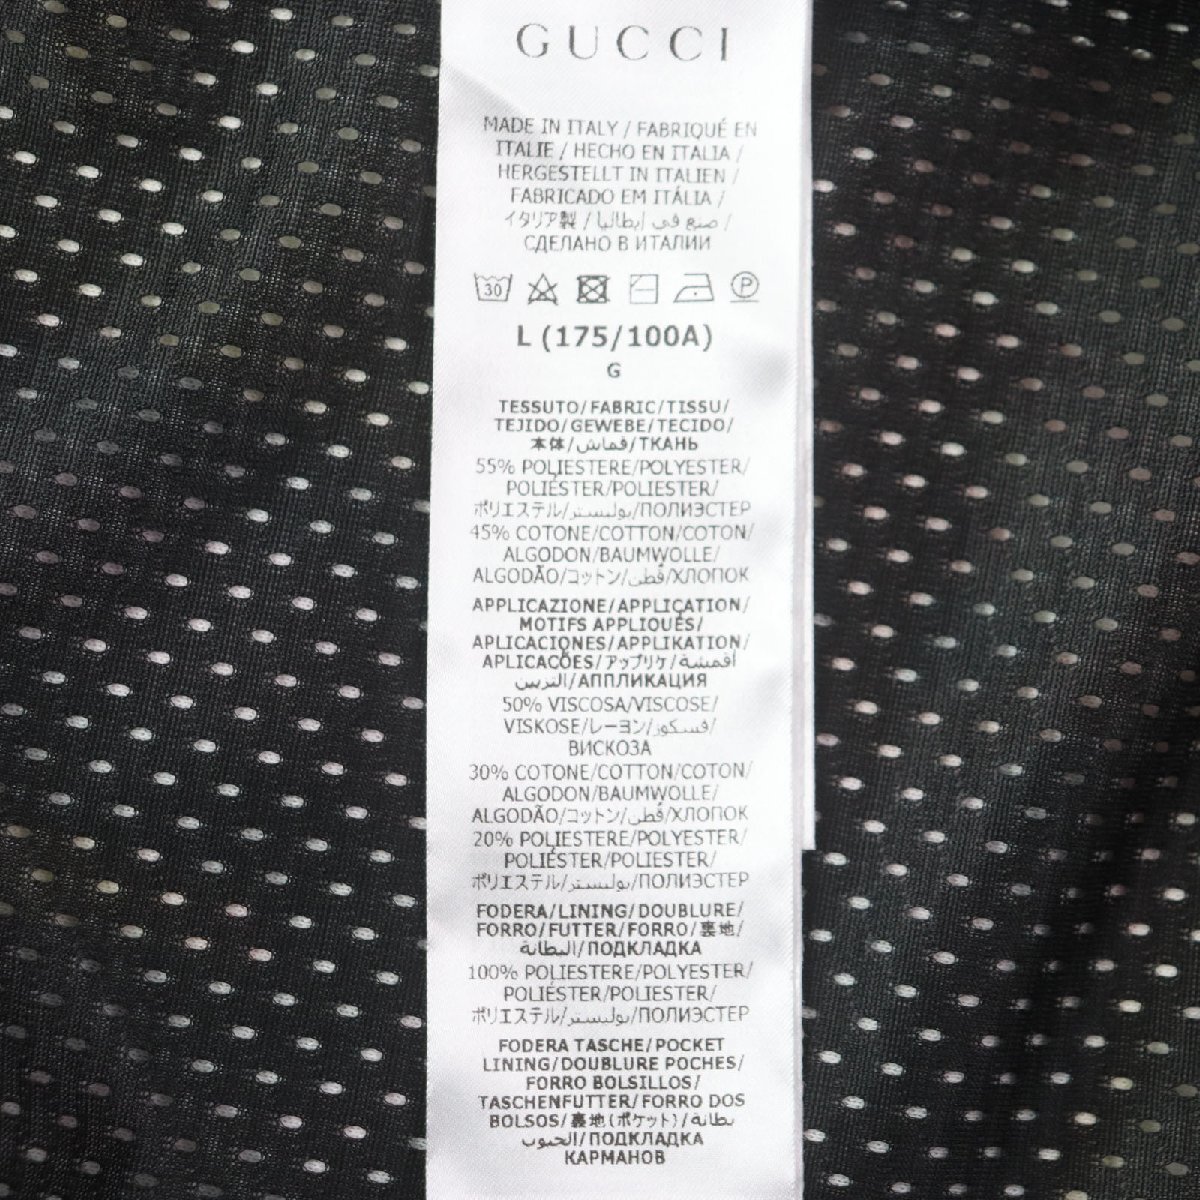 GUCCI
MADE IN ITALY / FABRIQUÉ EN
ITALIE / HECHO EN ITALIA /
HERGESTELLT IN ITALIEN /
FABRICADO EM ITÁLIA /
イタリア製 / صنع في إيطاليا /
СДЕЛАНО В ИТАЛИИ
30 P
L (175/100A)
G
TESSUTO/FABRIC/TISSU/
TEJIDO/GEWEBE/TECIDO/
本体/قماش/ТКАНЬ
55% POLIESTERE/POLYESTER/
POLIÉSTER/POLIESTER/
ポリエステル/بوليستر/ПОЛИЭСТЕР
45% COTONE/COTTON/COTON/
ALGODON/BAUMWOLLE/
ALGODÃO/コットン/قُطن/ХЛОПОК
APPLICAZIONE/APPLICATION/
MOTIFS APPLIQUÉS/
APLICACIONES/APPLIKATION/
APLICAÇÕES/アップリケ/أقمشة
التزيين/АППЛИКАЦИЯ
50% VISCOSA/VISCOSE/
VISKOSE/レーヨン/فسكوز/
ВИСКОЗА
30% COTONE/COTTON/COTON/
ALGODON/BAUMWOLLE/
ALGODÃO/コットン/قُطن/ХЛОПОК
20% POLIESTERE/POLYESTER/
POLIÉSTER/POLIESTER/
ポリエステル/بوليستر/ПОЛИЭСТЕР
FODERA/LINING/DOUBLURE/
FORRO/FUTTER/FORRO/裏地/
البطانة/ПОДКЛАДКА
100% POLIESTERE/POLYESTER/
POLIÉSTER/POLIESTER/
ポリエステル/بوليستر/ПОЛИЭСТЕР
FODERA TASCHE/POCKET
LINING/DOUBLURE POCHES/
FORRO BOLSILLOS/
TASCHENFUTTER/FORRO DOS
BOLSOS/裏地(ポケット)/بطانة
الجيوب/ПОДКЛАДКА
КАРМАНОВ